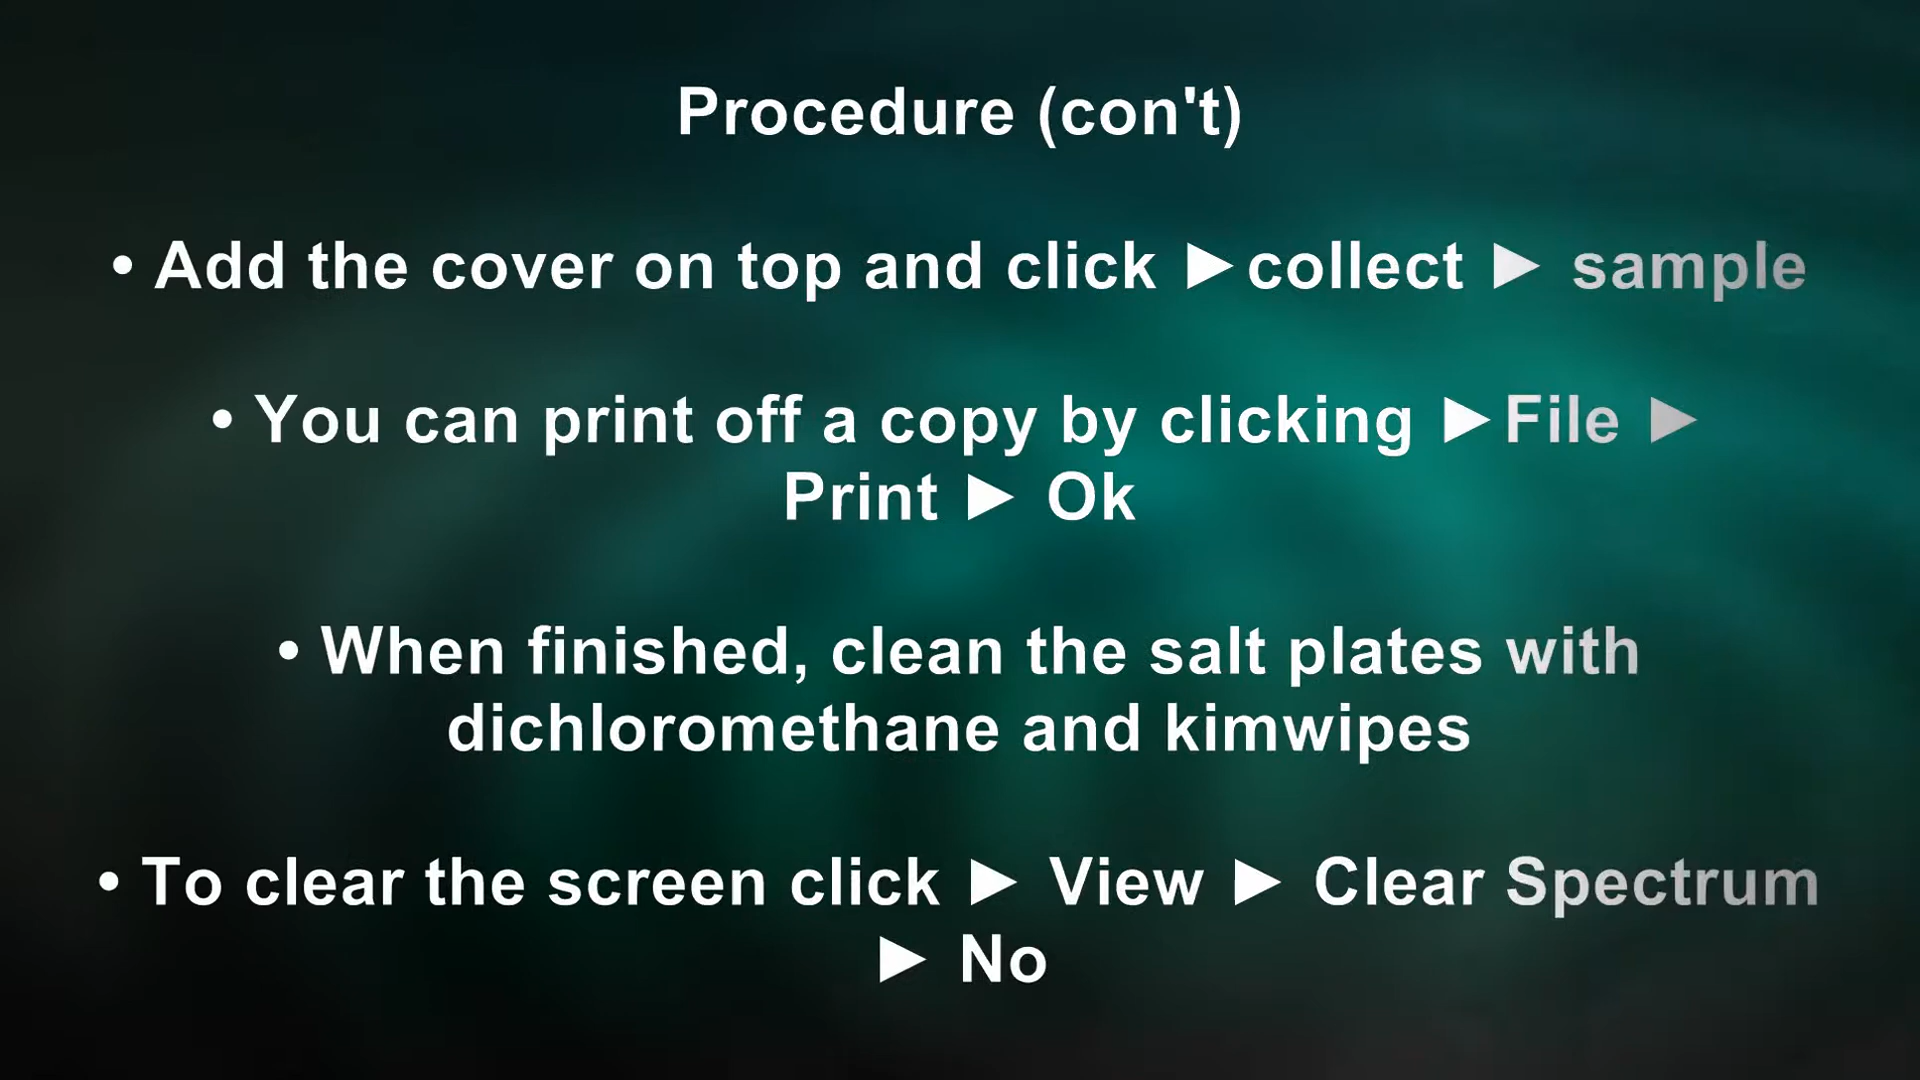 Procedure (con't)
• Add the cover on top and click ►collect ► sample
• You can print off a copy by clicking ►File ►
Print ► Ok
• When finished, clean the salt plates with
dichloromethane and kimwipes
• To clear the screen click ► View ► Clear Spectrum
► No